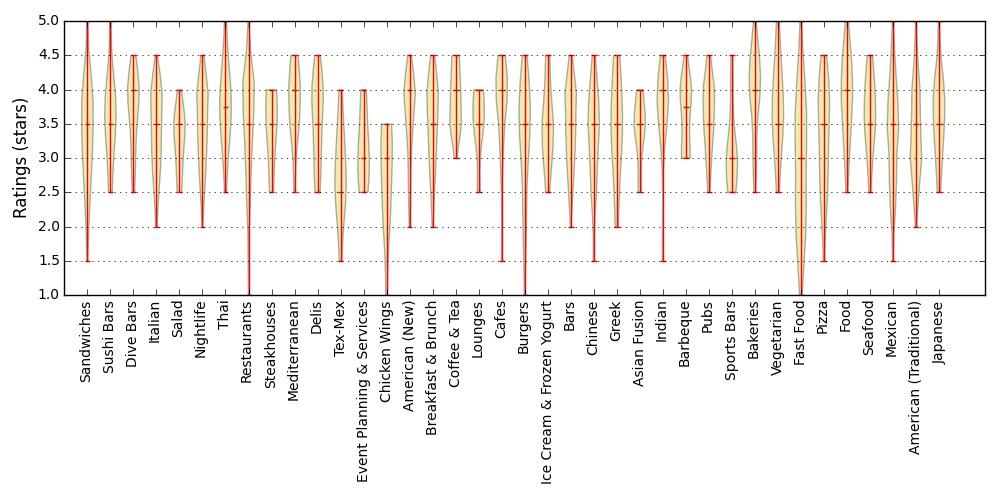 Ratings (stars)
5.0
4.5
4.0
3.5
3.0
2.5
2.0
1.5
1.0
Sandwiches
Sushi Bars
Dive Bars
Italian
Salad
Nightlife
Thai
Restaurants
Steakhouses
Mediterranean
Delis
Tex-Mex
Event Planning & Services
Chicken Wings
American (New)
Breakfast & Brunch
Coffee & Tea
Lounges
Cafes
Burgers
Ice Cream & Frozen Yogurt
Bars
Chinese
Greek
Asian Fusion
Indian
Barbeque
Pubs
Sports Bars
Bakeries
Vegetarian
Fast Food
Pizza
Food
Seafood
Mexican
American (Traditional)
Japanese